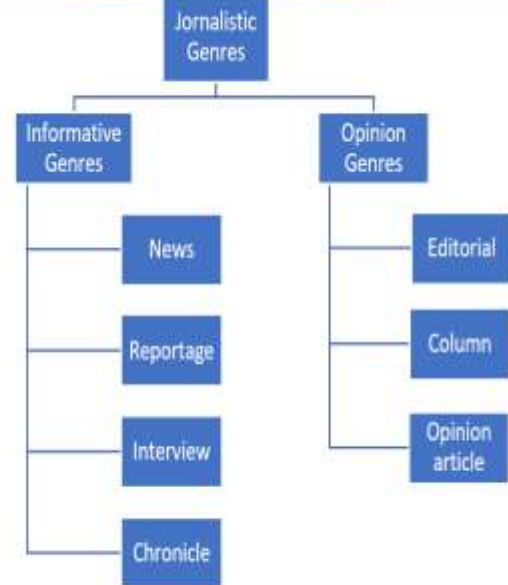 Jornalistic
Genres
Informative
Genres
Opinion
Genres
News
Editorial
Reportage
Column
Interview
Opinion
article
Chronicle